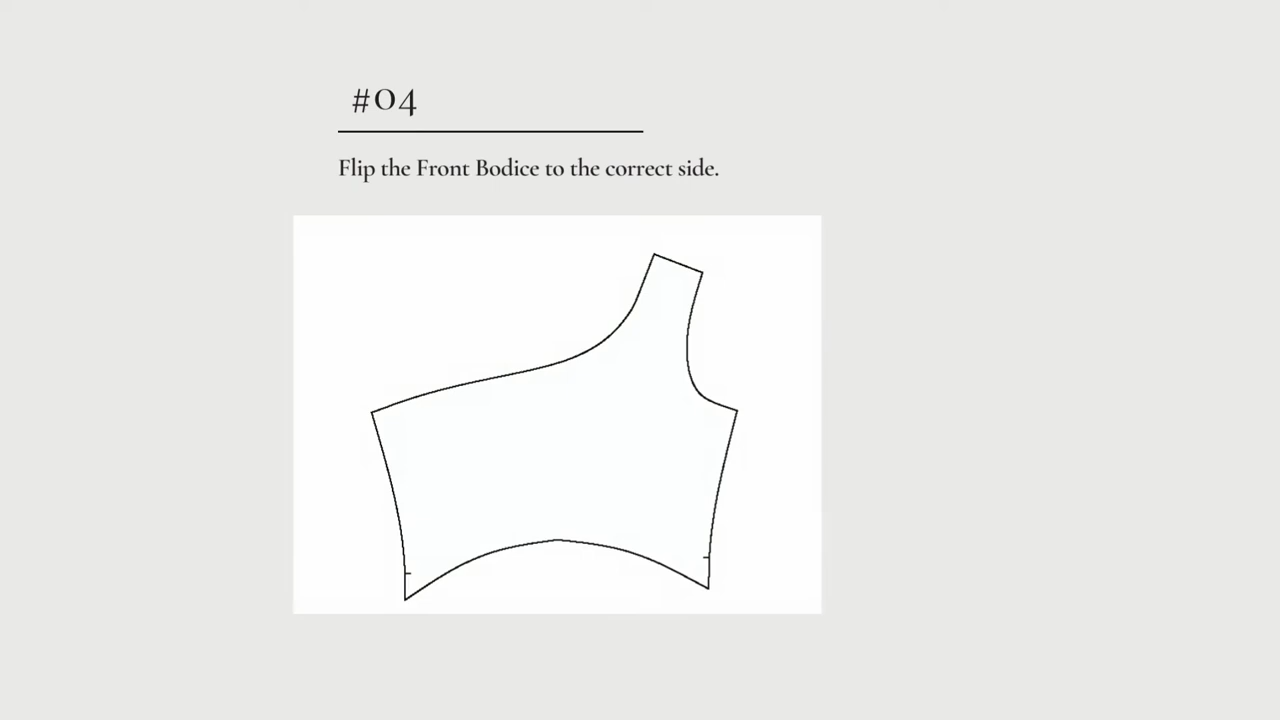 #04
Flip the Front Bodice to the correct side.